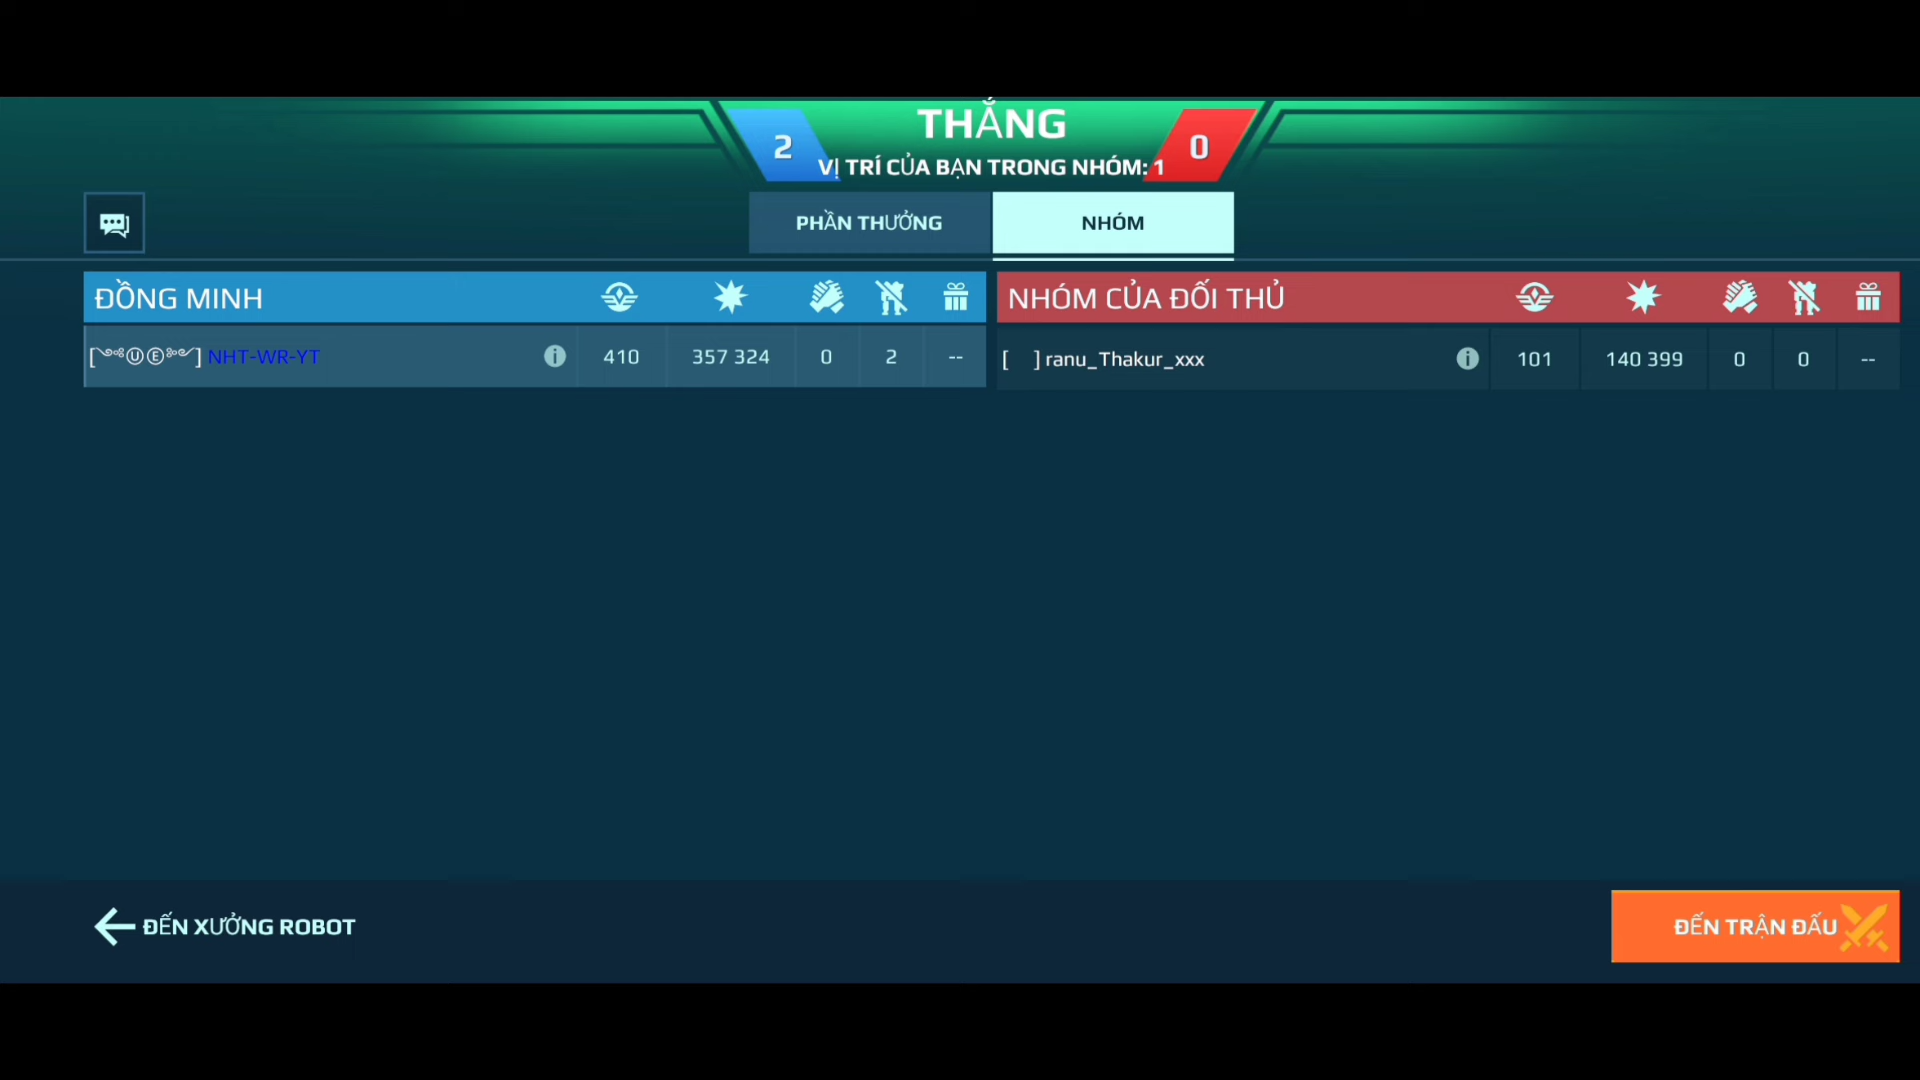 THẮNG
2
0
VỊ TRÍ CỦA BẠN TRONG NHÓM: 1
PHẦN THƯỞNG
NHÓM
ĐỒNG MINH
[༺ⓊⒺ༻] NHT-WR-YT 410 357 324 0 2 --
NHÓM CỦA ĐỐI THỦ
[ ] ranu_Thakur_xxx 101 140 399 0 0 --
ĐẾN XƯỞNG ROBOT
ĐẾN TRẬN ĐẤU